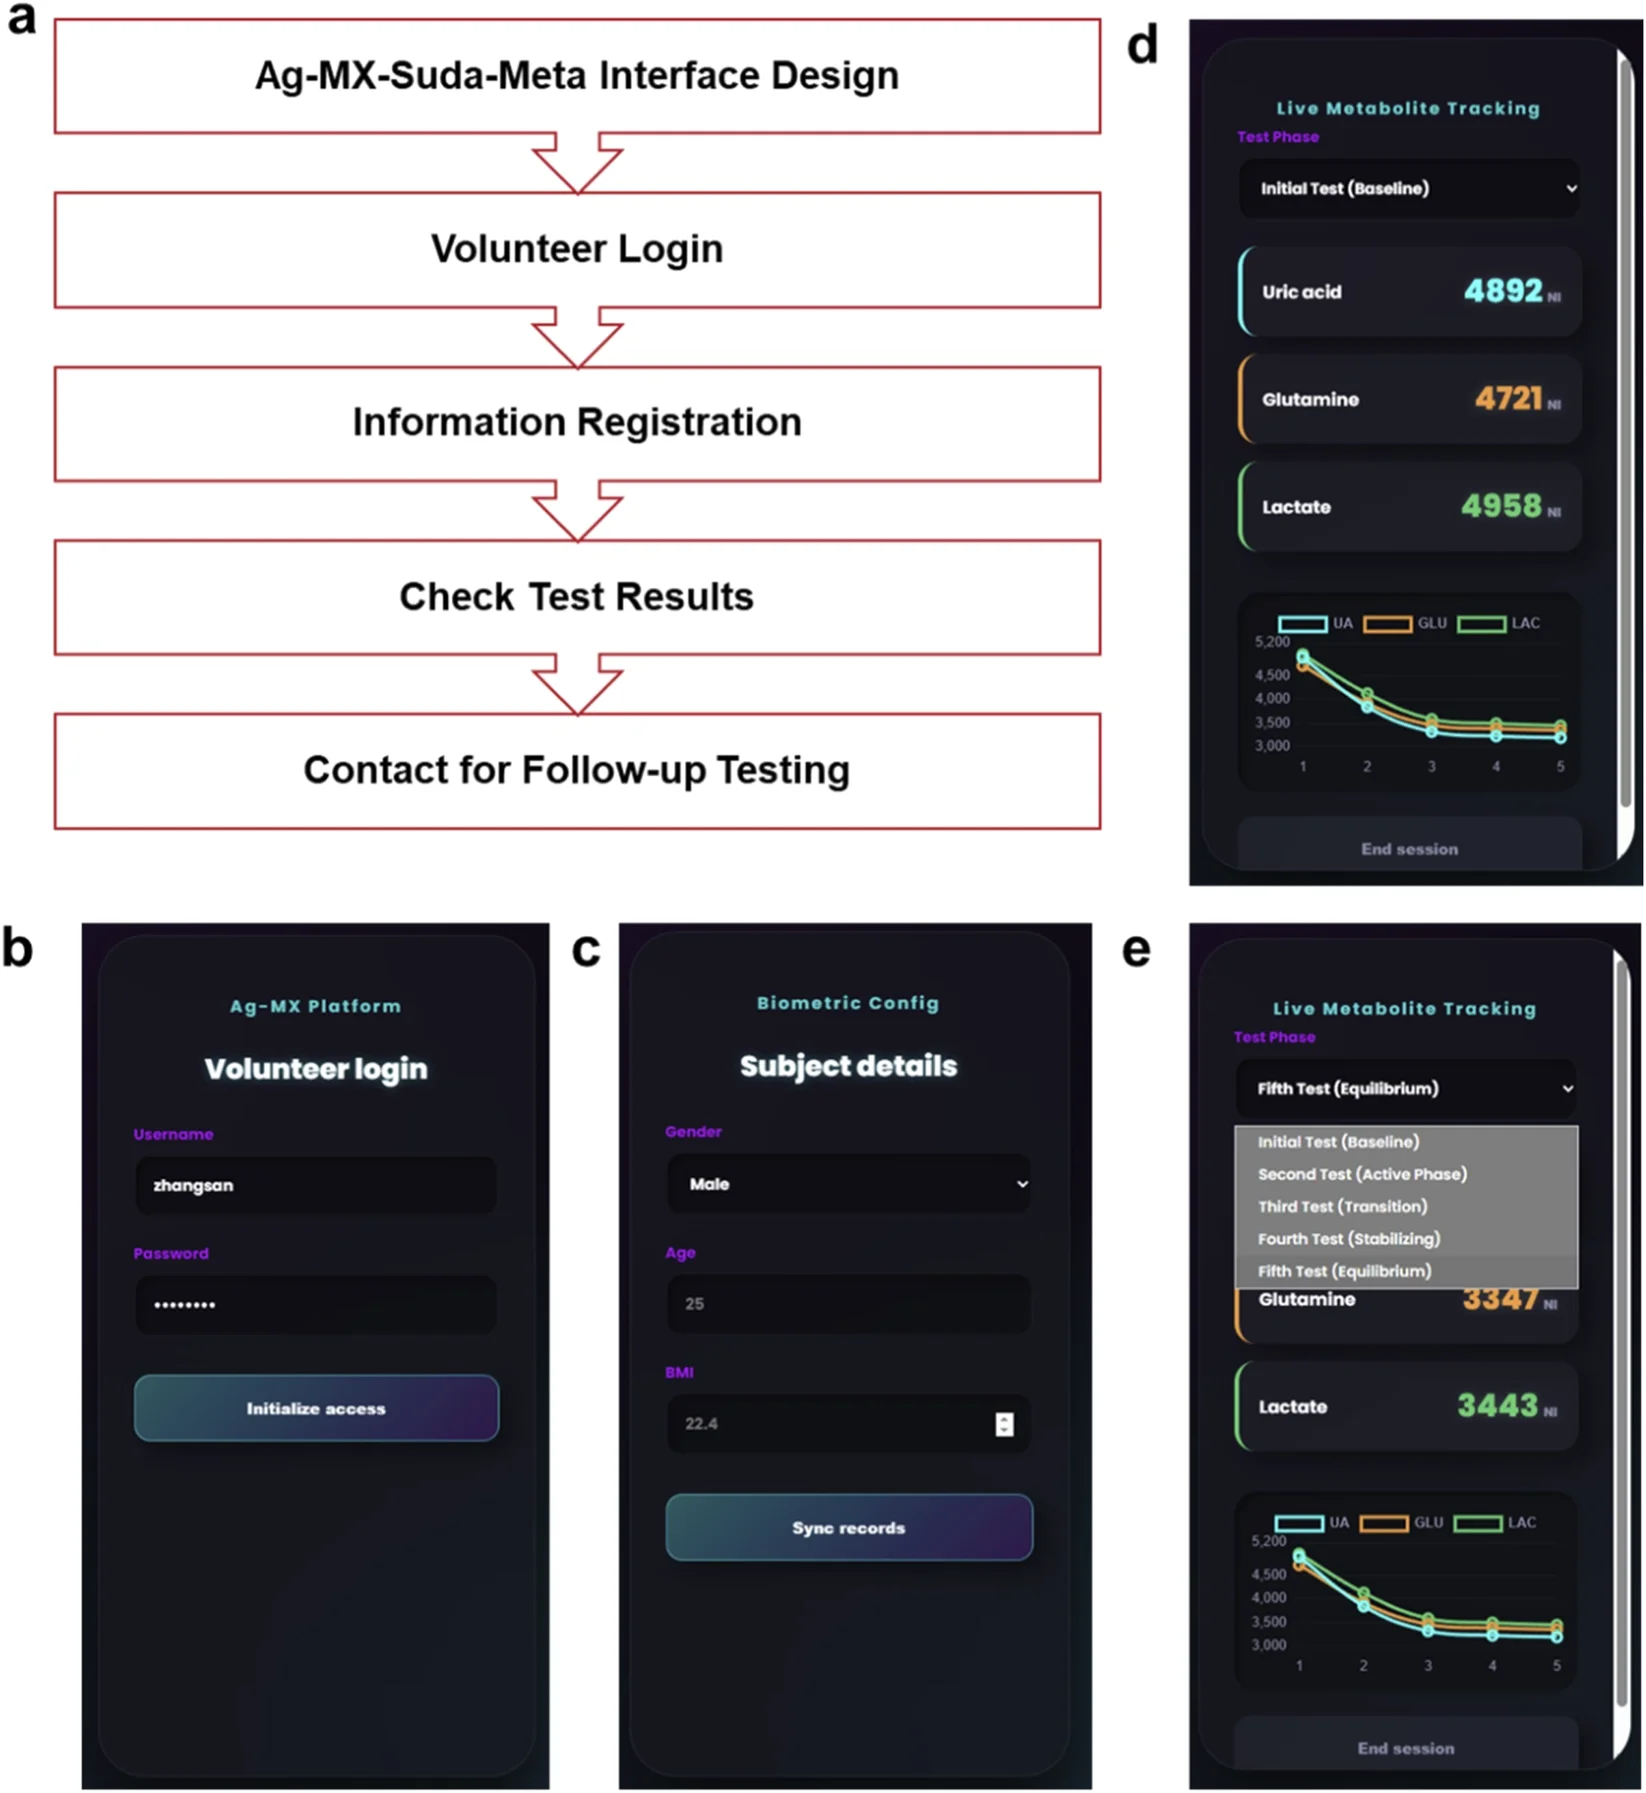 a
Ag-MX-Suda-Meta Interface Design
Volunteer Login
Information Registration
Check Test Results
Contact for Follow-up Testing
b
Ag-MX Platform
Volunteer login
Username
zhangsan
Password
••••••••
Initialize access
c
Biometric Config
Subject details
Gender
Male
Age
25
BMI
22.4
Sync records
d
Live Metabolite Tracking
Test Phase
Initial Test (Baseline)
Uric acid 4892 NI
Glutamine 4721 NI
Lactate 4958 NI
UA GLU LAC
5,200
4,500
4,000
3,500
3,000
1 2 3 4 5
End session
e
Live Metabolite Tracking
Test Phase
Fifth Test (Equilibrium)
Initial Test (Baseline)
Second Test (Active Phase)
Third Test (Transition)
Fourth Test (Stabilizing)
Fifth Test (Equilibrium)
Glutamine 3347 NI
Lactate 3443 NI
UA GLU LAC
5,200
4,500
4,000
3,500
3,000
1 2 3 4 5
End session